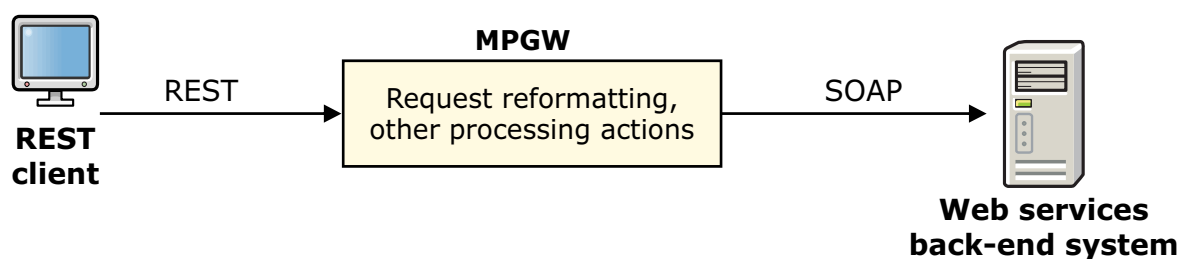 MPGW
REST
Request reformatting,
other processing actions
SOAP
REST
client
Web services
back-end system